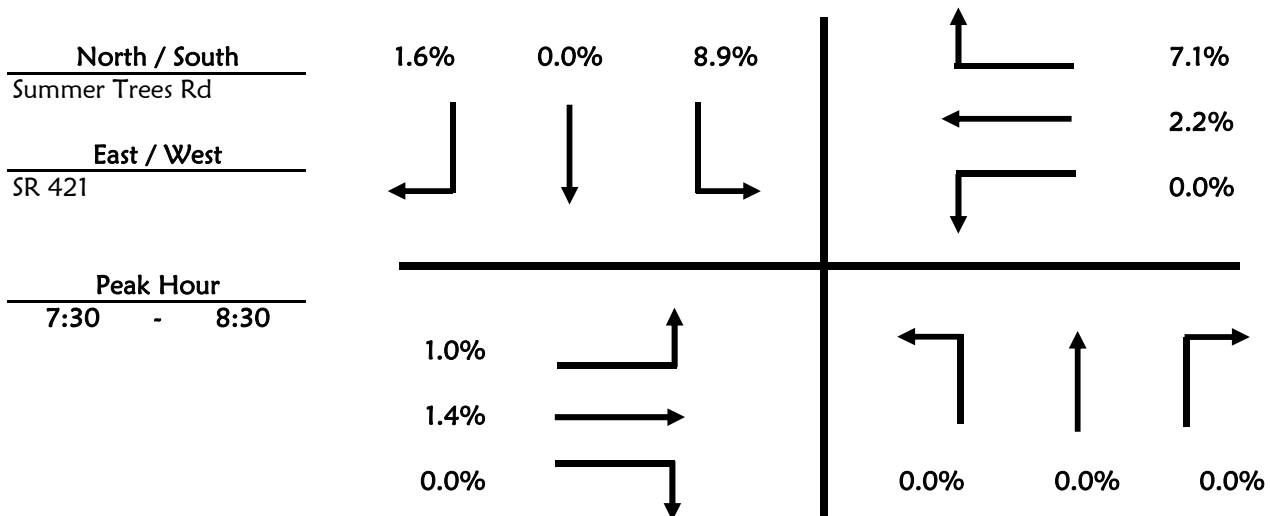 North / South
Summer Trees Rd
East / West
SR 421
Peak Hour
7:30 - 8:30
1.6% 0.0% 8.9%
7.1%
2.2%
0.0%
1.0%
1.4%
0.0%
0.0% 0.0% 0.0%